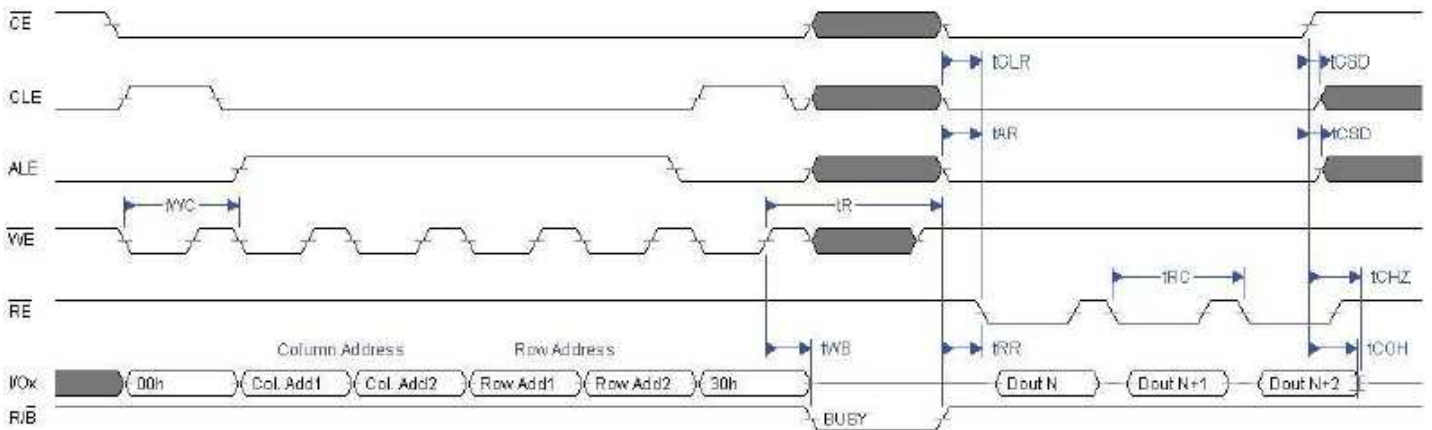 CE
tCLR
tCSD
CLE
tAR
tCSD
ALE
tWC
tR
WE
tRC
tCHZ
RE
Column Address
Row Address
tWB
tRR
tCOH
I/Ox
00h
Col. Add1
Col. Add2
Row Add1
Row Add2
30h
Dout N
Dout N+1
Dout N+2
R/B
BUSY